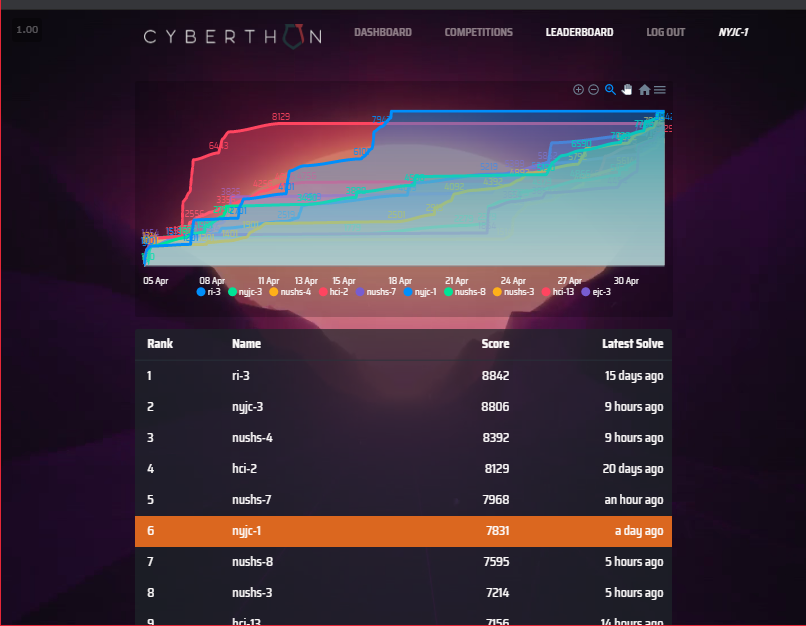 1.00
CYBERTHON
DASHBOARD COMPETITIONS LEADERBOARD LOG OUT NYJC-1
8129
05 Apr 08 Apr 11 Apr 13 Apr 15 Apr 18 Apr 21 Apr 24 Apr 27 Apr 30 Apr
ri-3 nyjc-3 nushs-4 hci-2 nushs-7 nyjc-1 nushs-8 nushs-3 hci-13 ejc-3
Rank Name Score Latest Solve
1 ri-3 8842 15 days ago
2 nyjc-3 8806 9 hours ago
3 nushs-4 8392 9 hours ago
4 hci-2 8129 20 days ago
5 nushs-7 7968 an hour ago
6 nyjc-1 7831 a day ago
7 nushs-8 7595 5 hours ago
8 nushs-3 7214 5 hours ago
9 hci-13 7156 14 hours ago